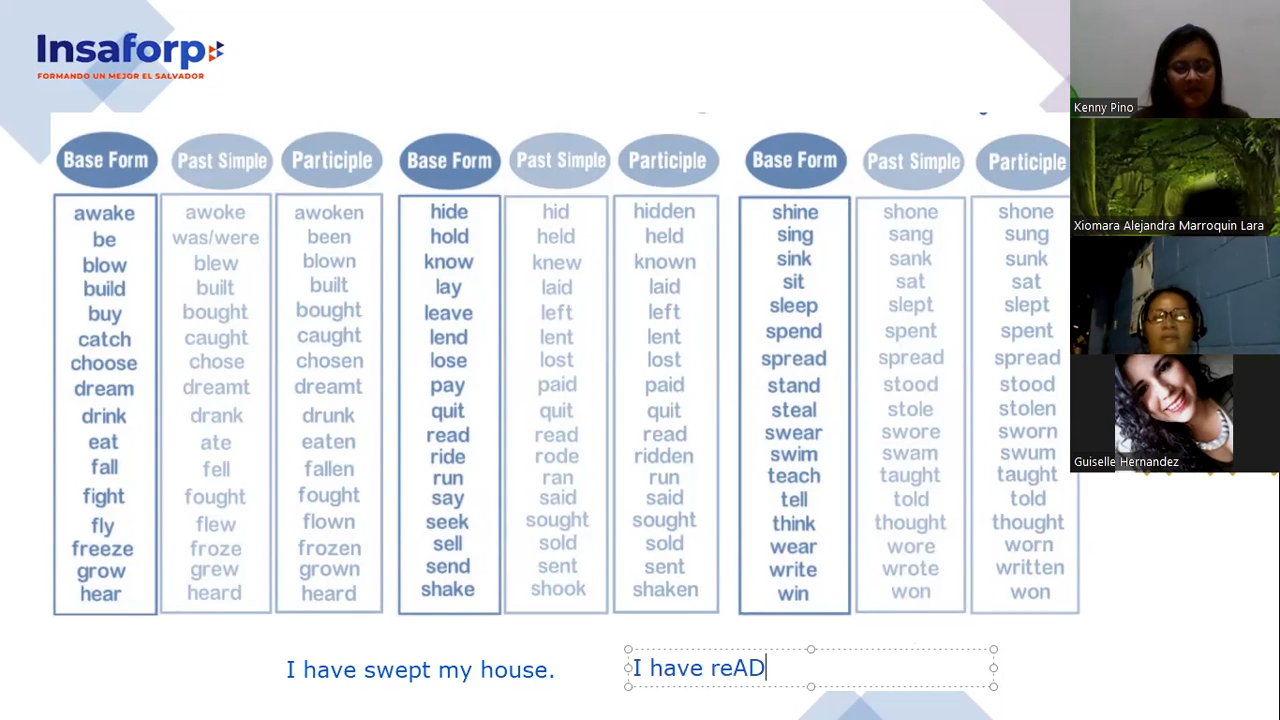 Insaforp
FORMANDO UN MEJOR EL SALVADOR
Base Form Past Simple Participle Base Form Past Simple Participle Base Form Past Simple Participle
awake awoke awoken hide hid hidden shine shone shone
be was/were been hold held held sing sang sung
blow blew blown know knew known sink sank sunk
build built built lay laid laid sit sat sat
buy bought bought leave left left sleep slept slept
catch caught caught lend lent lent spend spent spent
choose chose chosen lose lost lost spread spread spread
dream dreamt dreamt pay paid paid stand stood stood
drink drank drunk quit quit quit steal stole stolen
eat ate eaten read read read swear swore sworn
fall fell fallen ride rode ridden swim swam swum
fight fought fought run ran run teach taught taught
fly flew flown say said said tell told told
freeze froze frozen seek sought sought think thought thought
grow grew grown sell sold sold wear wore worn
hear heard heard send sent sent write wrote written
shake shook shaken win won won
I have swept my house. I have reAD
Kenny Pino
Xiomara Alejandra Marroquin Lara
Guiselle Hernandez